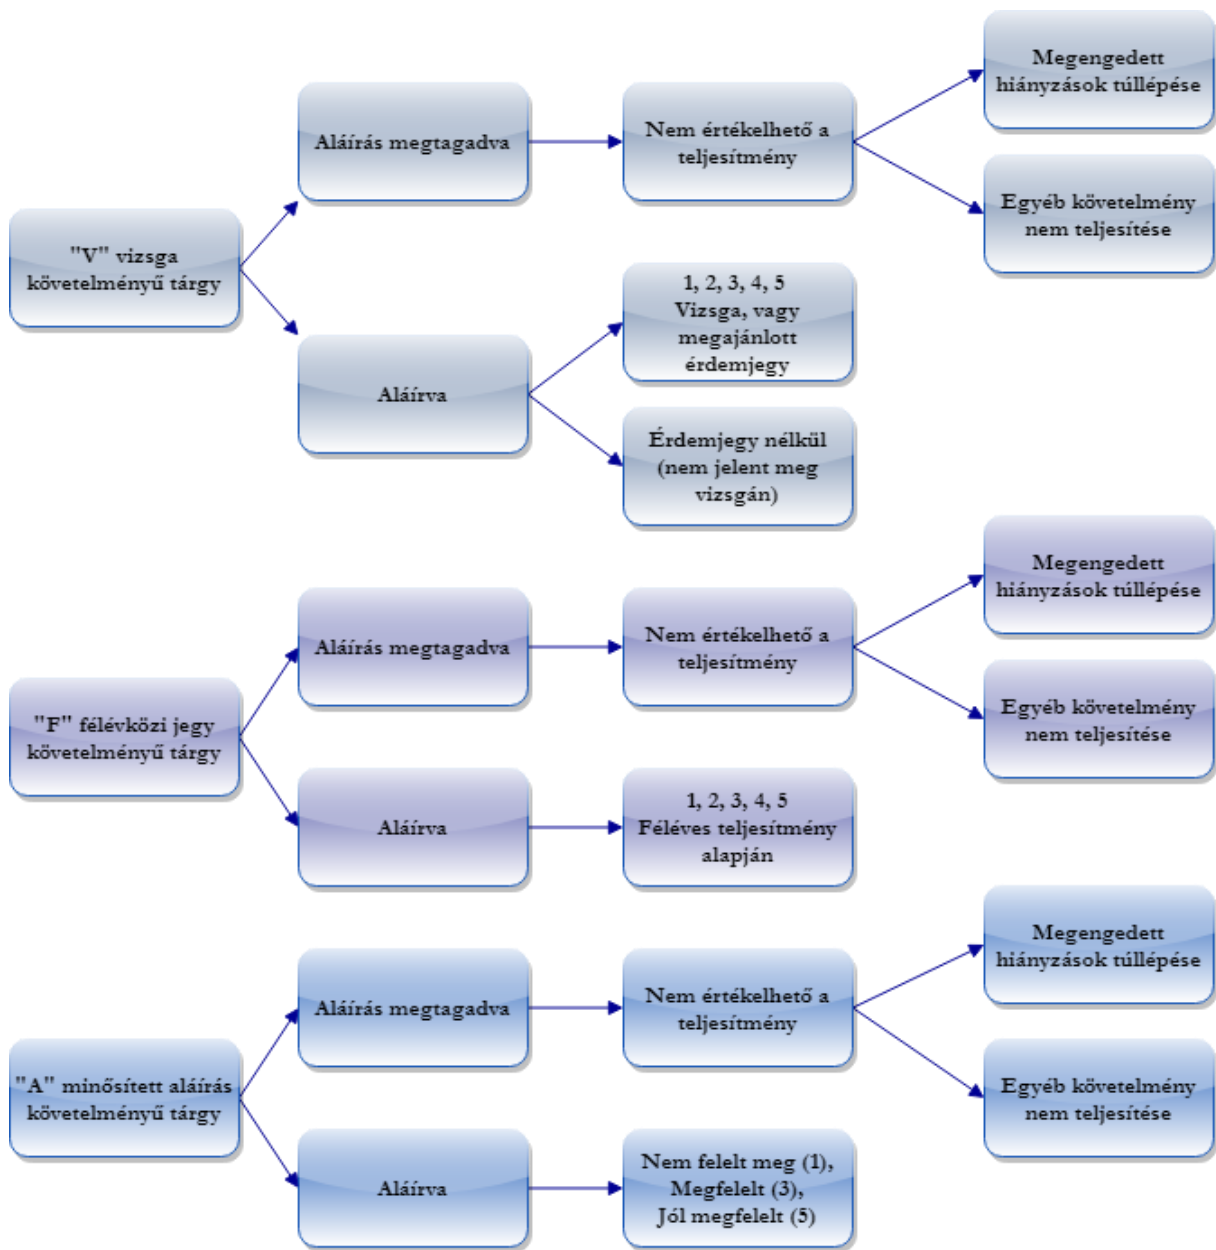 "V" vizsga
követelményű tárgy
Aláírás megtagadva
Nem értékelhető a
teljesítmény
Megengedett
hiányzások túllépése
Egyéb követelmény
nem teljesítése
Aláírva
1, 2, 3, 4, 5
Vizsga, vagy
megajánlott
érdemjegy
Érdemjegy nélkül
(nem jelent meg
vizsgán)
"F" félévközi jegy
követelményű tárgy
Aláírás megtagadva
Nem értékelhető a
teljesítmény
Megengedett
hiányzások túllépése
Egyéb követelmény
nem teljesítése
Aláírva
1, 2, 3, 4, 5
Féléves teljesítmény
alapján
"A" minősített aláírás
követelményű tárgy
Aláírás megtagadva
Nem értékelhető a
teljesítmény
Megengedett
hiányzások túllépése
Egyéb követelmény
nem teljesítése
Aláírva
Nem felelt meg (1),
Megfelelt (3),
Jól megfelelt (5)